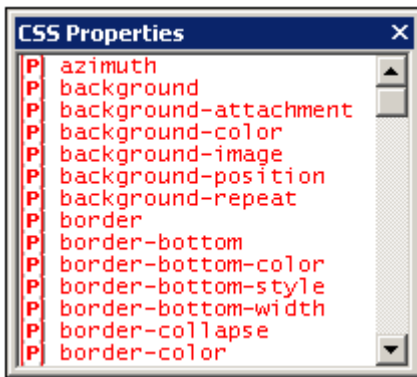 CSS Properties
P azimuth
P background
P background-attachment
P background-color
P background-image
P background-position
P background-repeat
P border
P border-bottom
P border-bottom-color
P border-bottom-style
P border-bottom-width
P border-collapse
P border-color